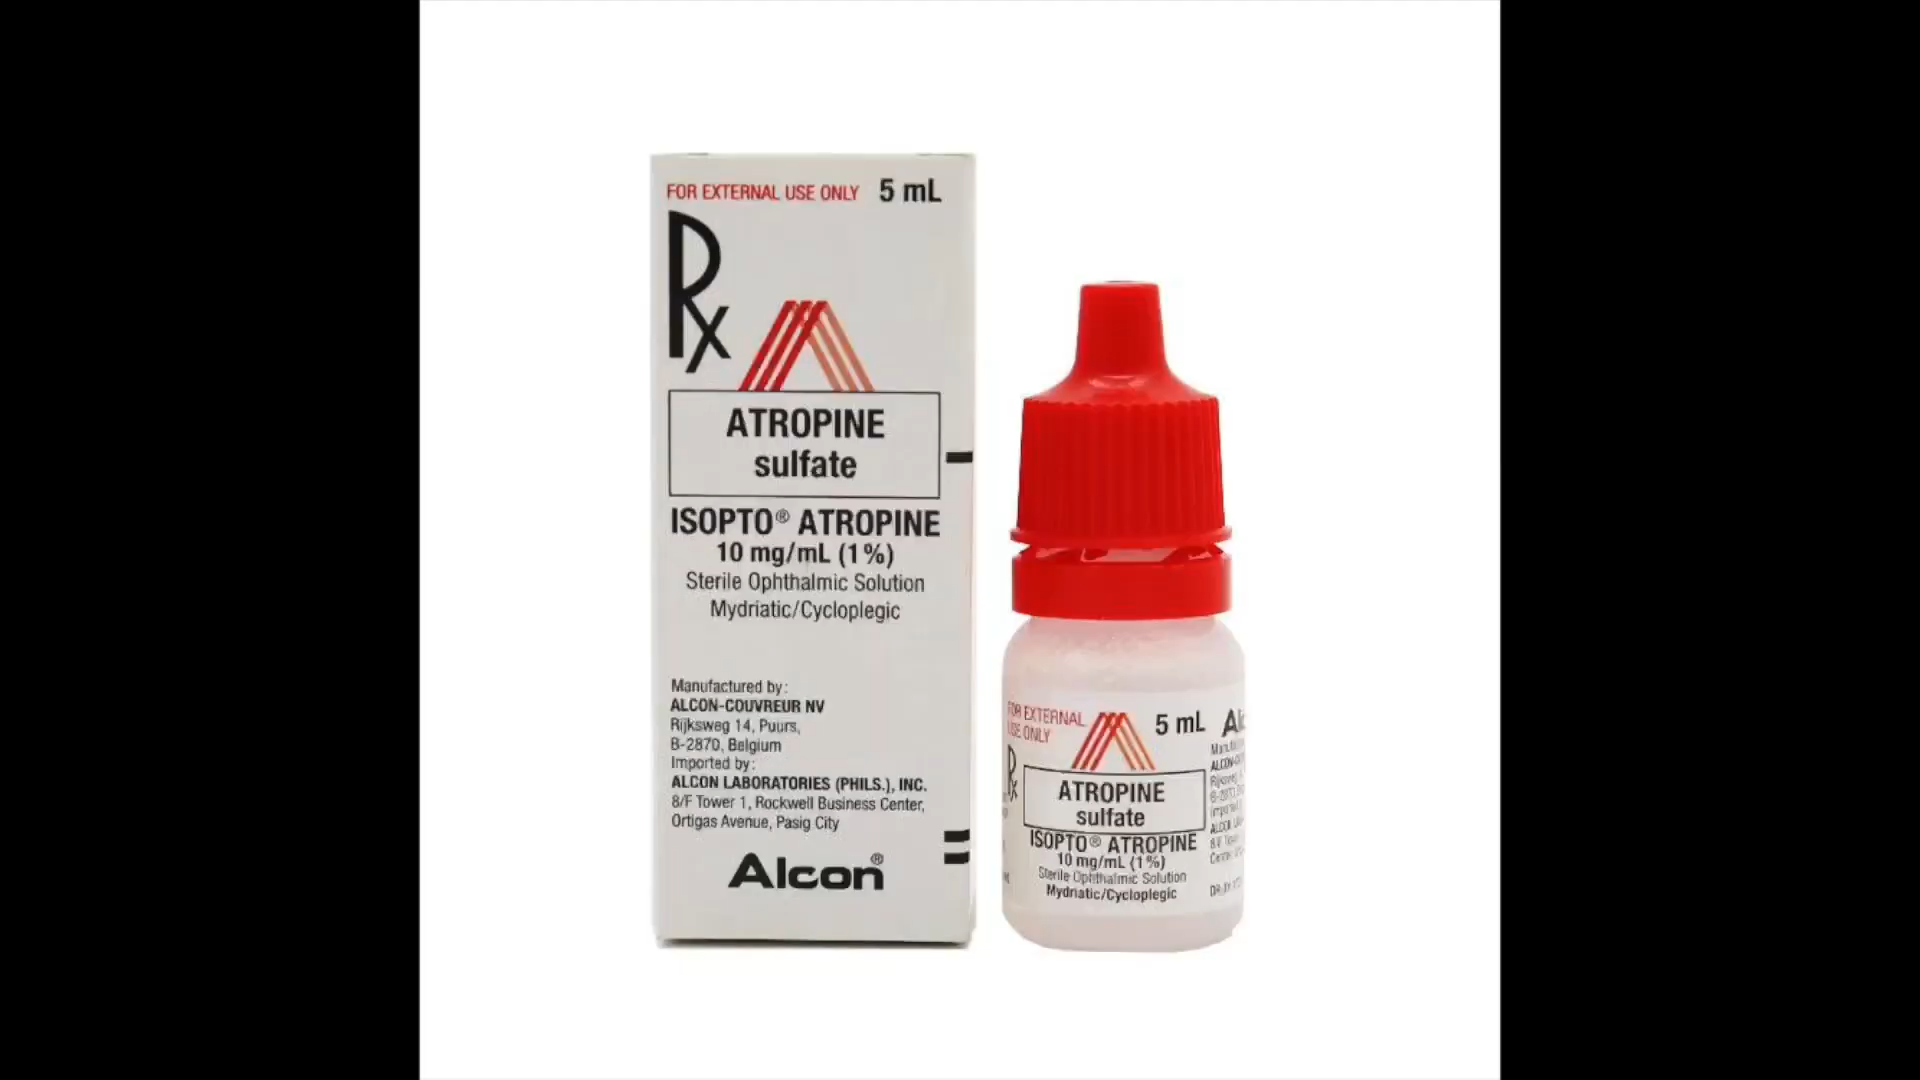 FOR EXTERNAL USE ONLY 5 mL
Rx
ATROPINE
sulfate
ISOPTO® ATROPINE
10 mg/mL (1%)
Sterile Ophthalmic Solution
Mydriatic/Cycloplegic
Manufactured by:
ALCON-COUVREUR NV
Rijksweg 14, Puurs,
B-2870, Belgium
Imported by:
ALCON LABORATORIES (PHILS.), INC.
8/F Tower 1, Rockwell Business Center,
Ortigas Avenue, Pasig City
Alcon®
FOR EXTERNAL
USE ONLY
5 mL
Rx
ATROPINE
sulfate
ISOPTO® ATROPINE
10 mg/mL (1%)
Sterile Ophthalmic Solution
Mydriatic/Cycloplegic